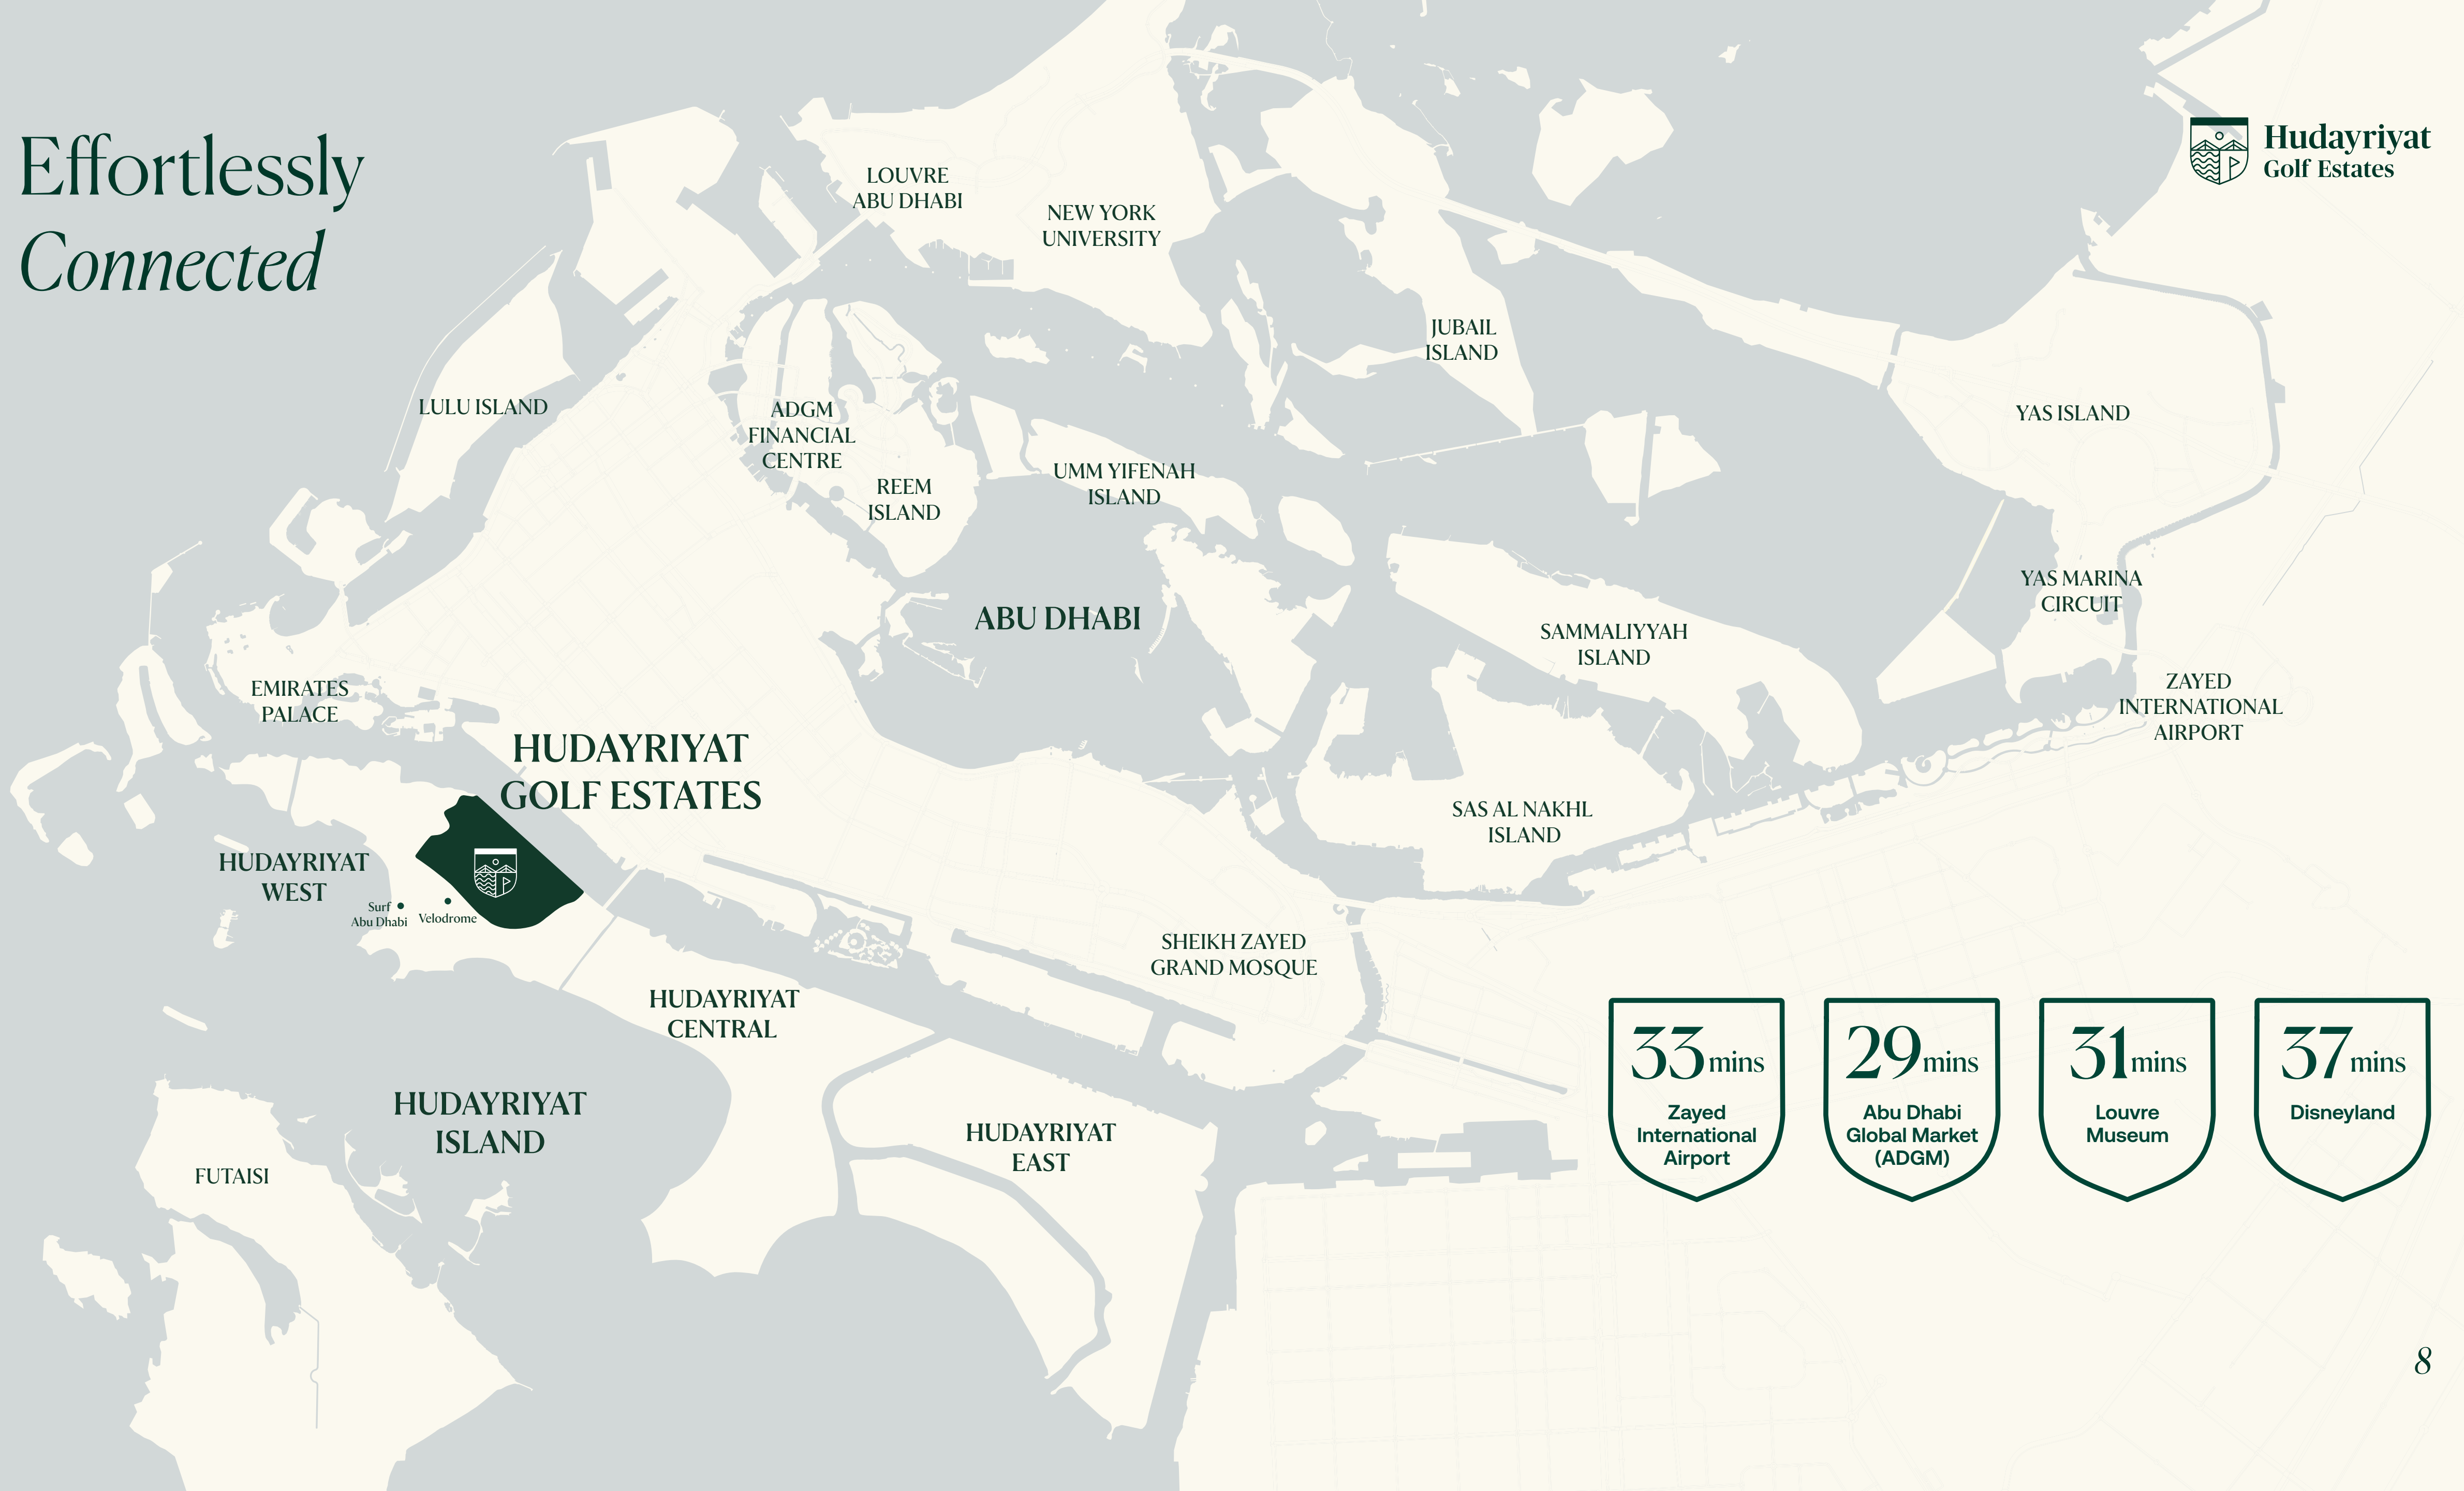 Effortlessly
Connected
Hudayriyat
Golf Estates
LOUVRE
ABU DHABI
NEW YORK
UNIVERSITY
JUBAIL
ISLAND
LULU ISLAND
ADGM
FINANCIAL
CENTRE
REEM
ISLAND
UMM YIFENAH
ISLAND
YAS ISLAND
YAS MARINA
CIRCUIT
ABU DHABI
SAMMALIYYAH
ISLAND
ZAYED
INTERNATIONAL
AIRPORT
EMIRATES
PALACE
HUDAYRIYAT
GOLF ESTATES
SAS AL NAKHL
ISLAND
HUDAYRIYAT
WEST
Surf
Abu Dhabi
Velodrome
SHEIKH ZAYED
GRAND MOSQUE
HUDAYRIYAT
CENTRAL
HUDAYRIYAT
ISLAND
HUDAYRIYAT
EAST
FUTAISI
33 mins
Zayed
International
Airport
29 mins
Abu Dhabi
Global Market
(ADGM)
31 mins
Louvre
Museum
37 mins
Disneyland
8